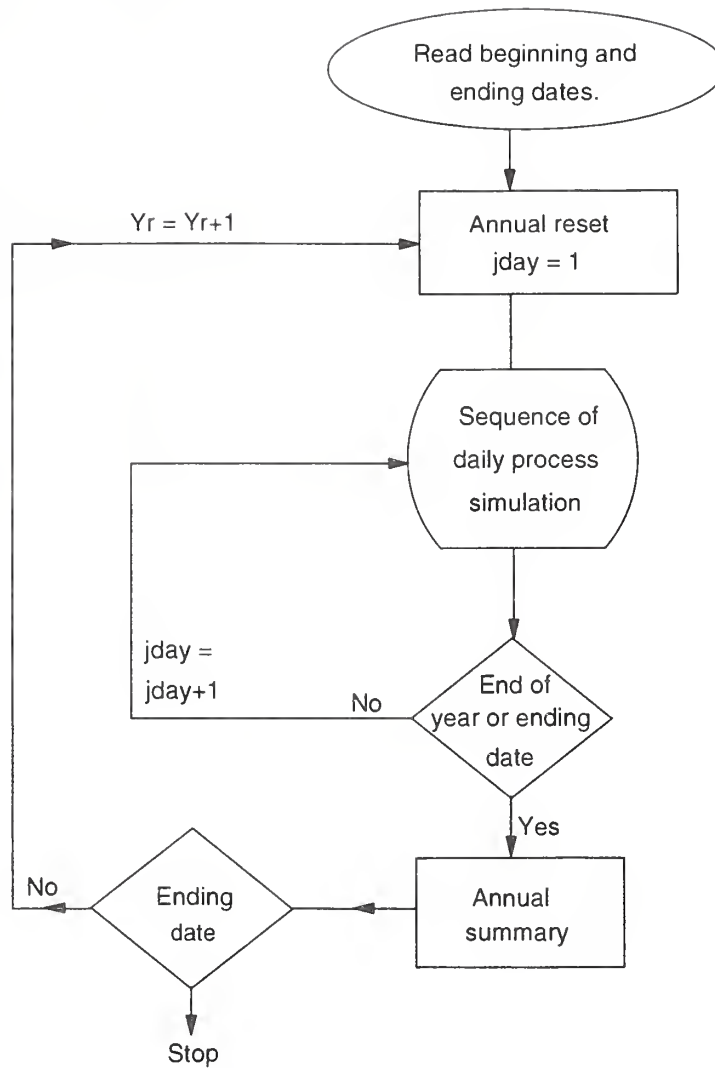 Read beginning and
ending dates.
Yr = Yr+1
Annual reset
jday = 1
Sequence of
daily process
simulation
jday =
jday+1
No
End of
year or ending
date
Yes
No
Ending
date
Annual
summary
Stop